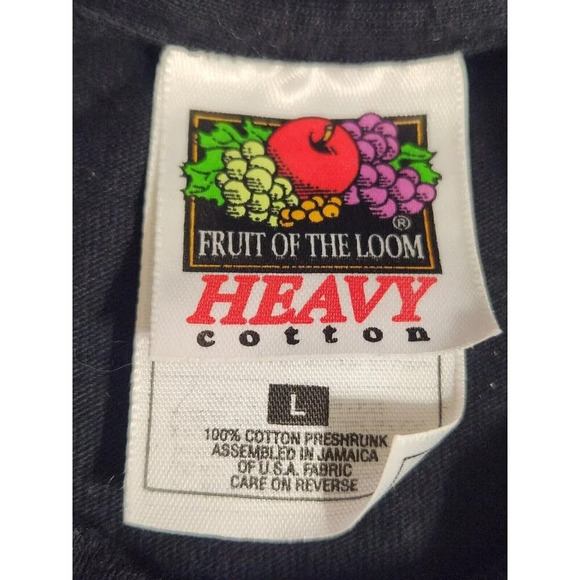 ®
FRUIT OF THE LOOM
HEAVY
cotton
L
100% COTTON PRESHRUNK
ASSEMBLED IN JAMAICA
OF U.S.A. FABRIC
CARE ON REVERSE